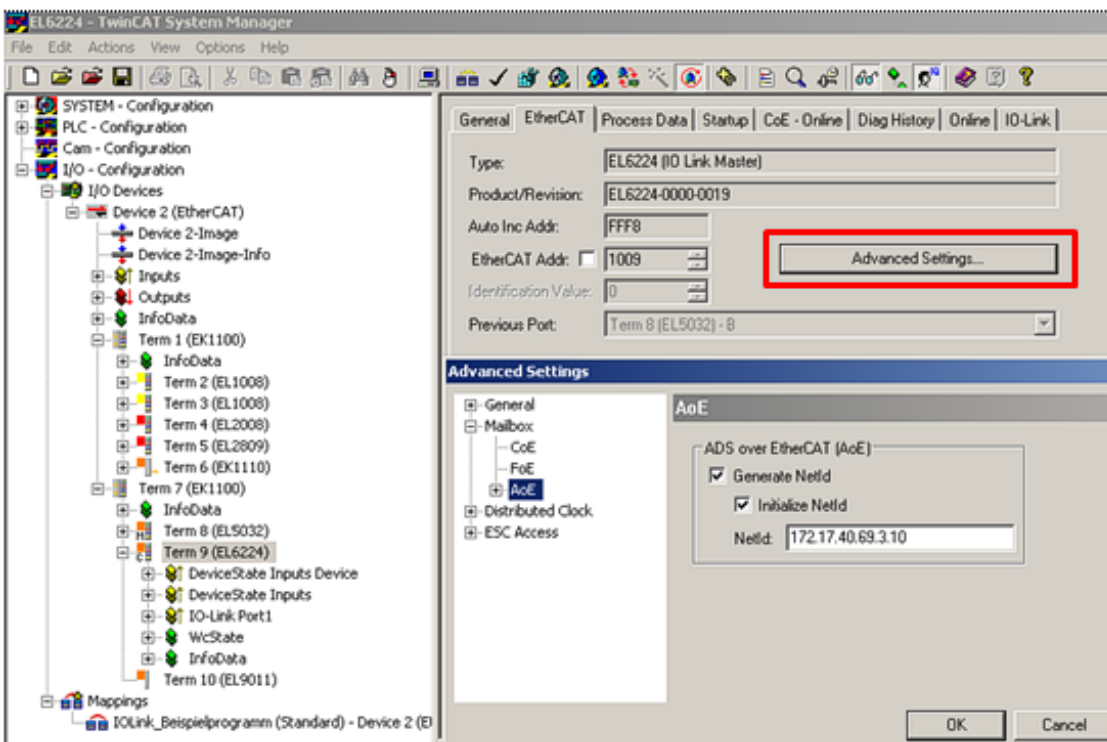 EL6224 - TwinCAT System Manager
File Edit Actions View Options Help
SYSTEM - Configuration
PLC - Configuration
Cam - Configuration
I/O - Configuration
I/O Devices
Device 2 (EtherCAT)
Device 2-Image
Device 2-Image-Info
Inputs
Outputs
InfoData
Term 1 (EK1100)
InfoData
Term 2 (EL1008)
Term 3 (EL1008)
Term 4 (EL2008)
Term 5 (EL2809)
Term 6 (EK1110)
Term 7 (EK1100)
InfoData
Term 8 (EL5032)
Term 9 (EL6224)
DeviceState Inputs Device
DeviceState Inputs
IO-Link Port1
WcState
InfoData
Term 10 (EL9011)
Mappings
IOLink_Beispielprogramm (Standard) - Device 2 (El
General EtherCAT Process Data Startup CoE - Online Diag History Online IO-Link
Type: EL6224 (IO Link Master)
Product/Revision: EL6224-0000-0019
Auto Inc Addr: FFF8
EtherCAT Addr: 1009 Advanced Settings...
Identification Value: 0
Previous Port: Term 8 (EL5032) - B
Advanced Settings
General
Mailbox
CoE
FoE
AoE
Distributed Clock
ESC Access
AoE
ADS over EtherCAT (AoE)
Generate NetId
Initialize NetId
NetId: 172.17.40.69.3.10
OK Cancel